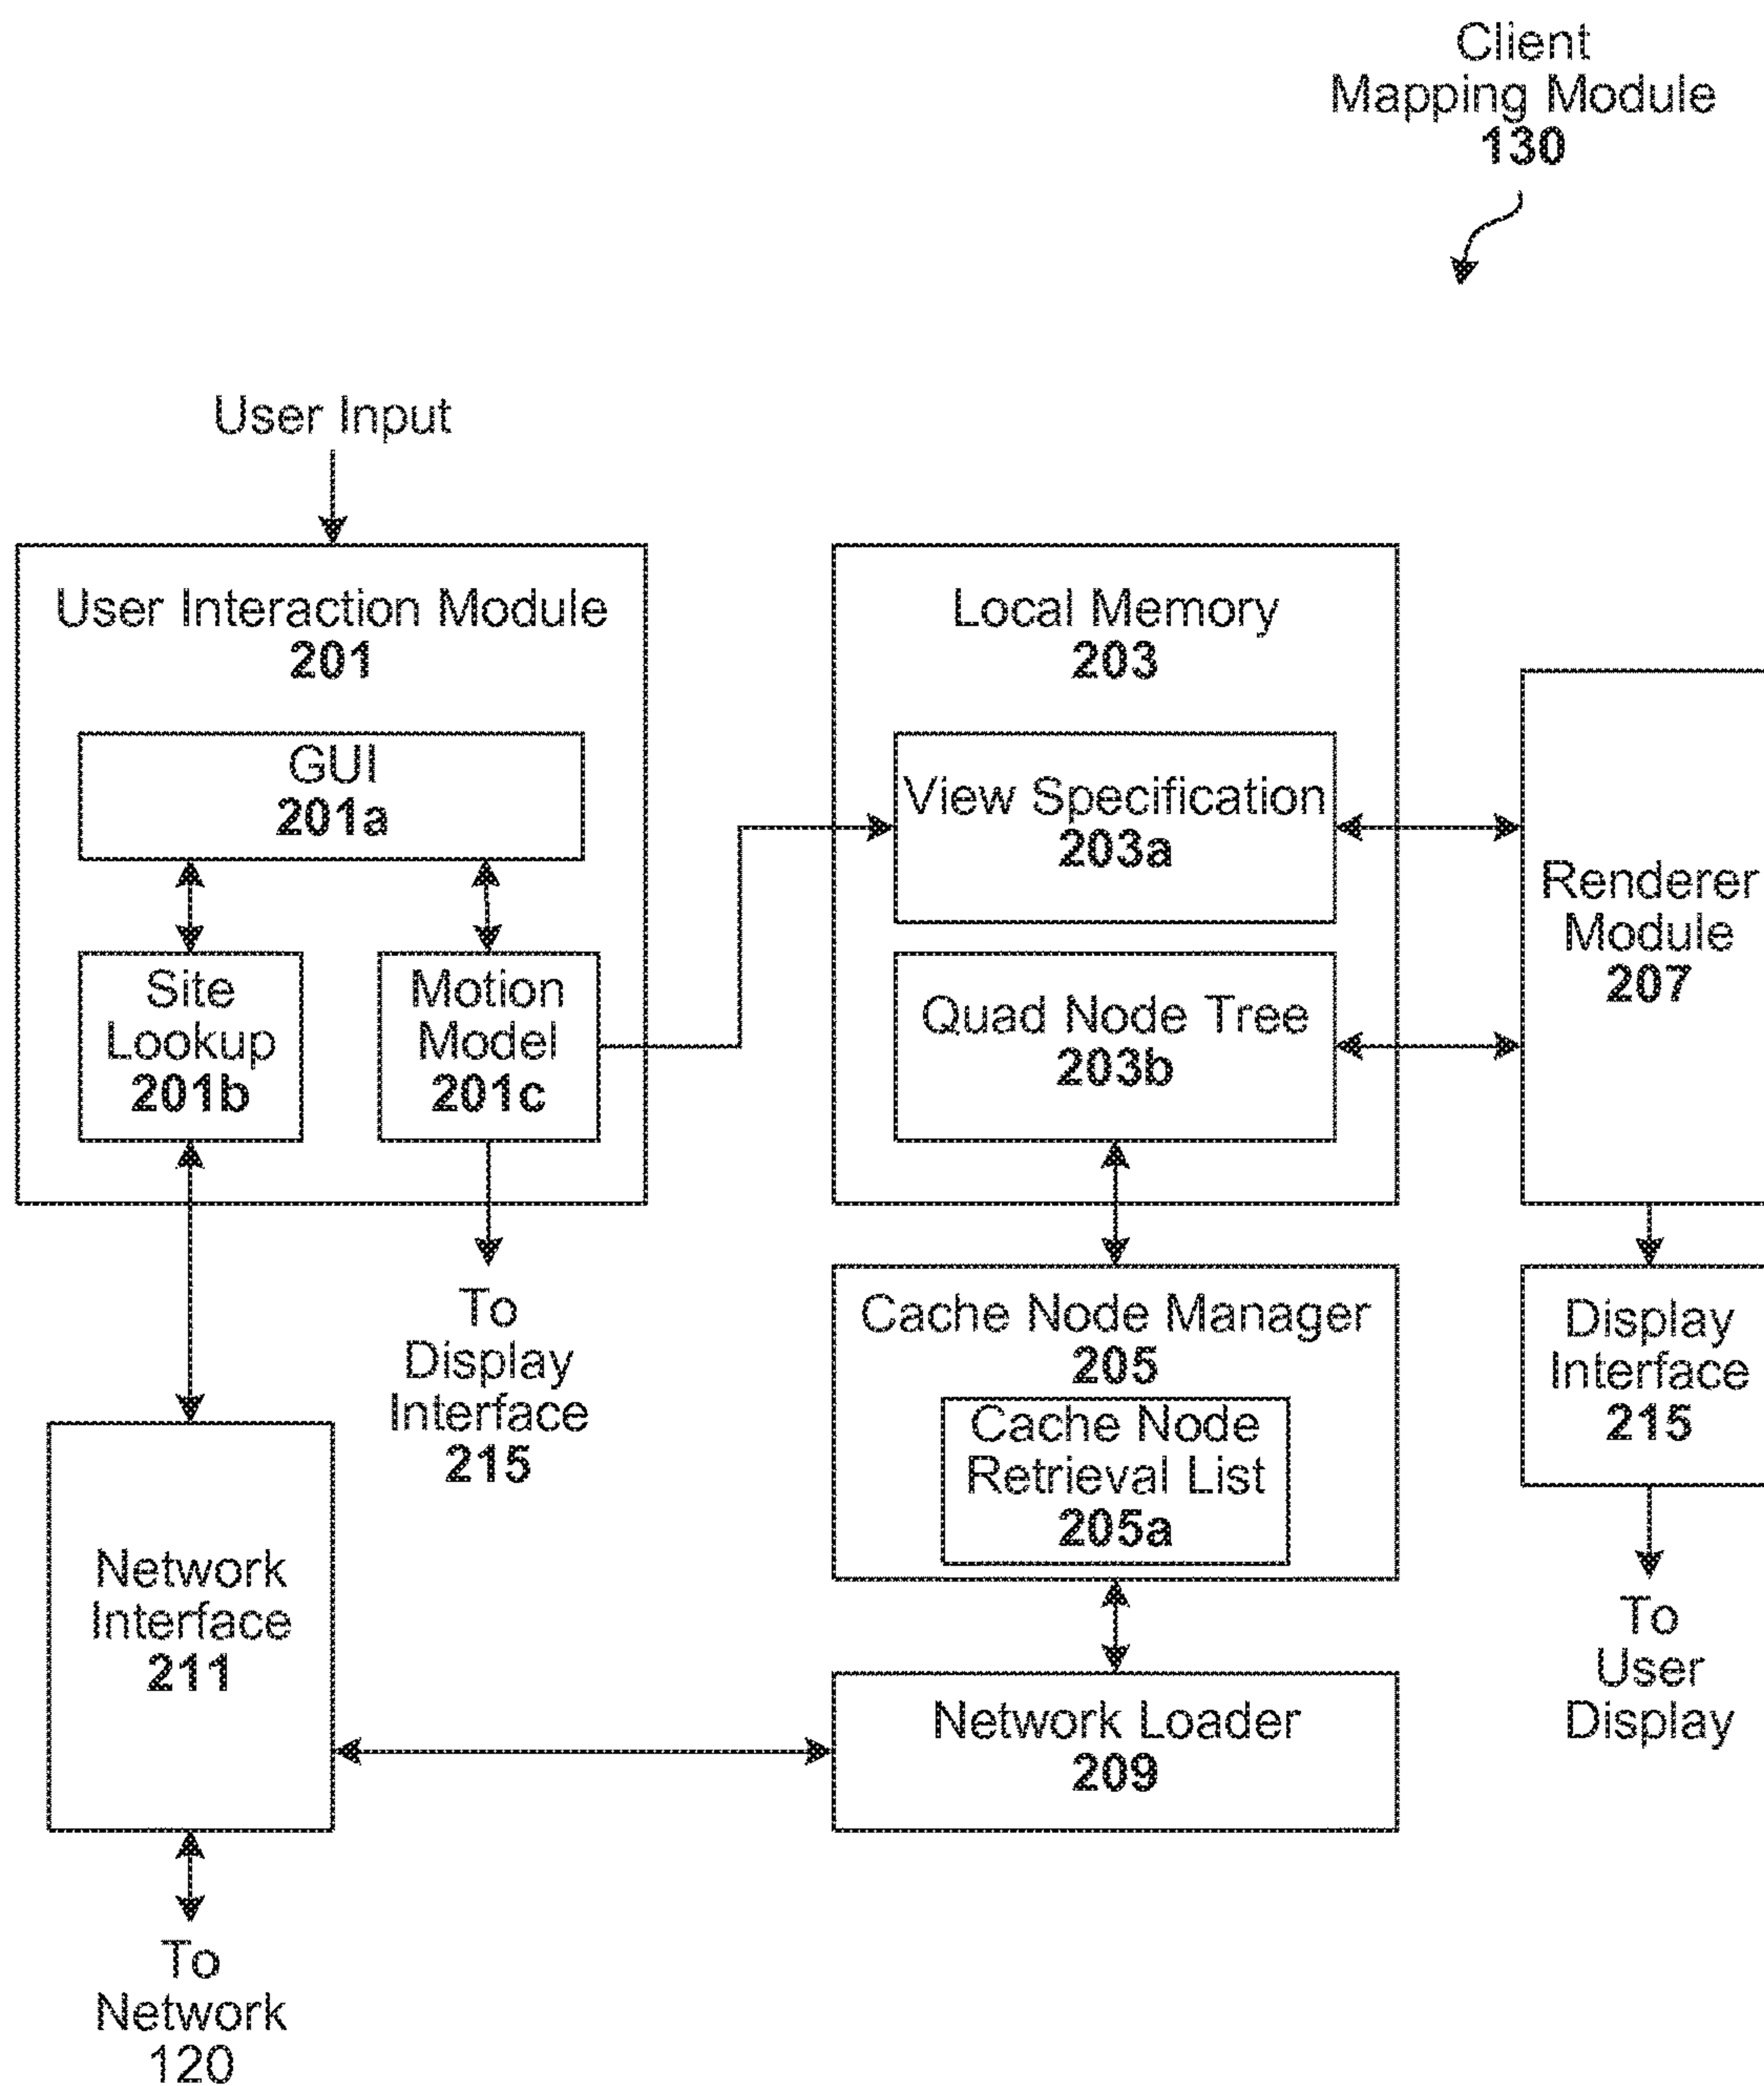 Client
Mapping Module
130
User Input
User Interaction Module
201
GUI
201a
Site
Lookup
201b
Motion
Model
201c
To
Display
Interface
215
Network
Interface
211
To
Network
120
Local Memory
203
View Specification
203a
Quad Node Tree
203b
Cache Node Manager
205
Cache Node
Retrieval List
205a
Network Loader
209
Renderer
Module
207
Display
Interface
215
To
User
Display